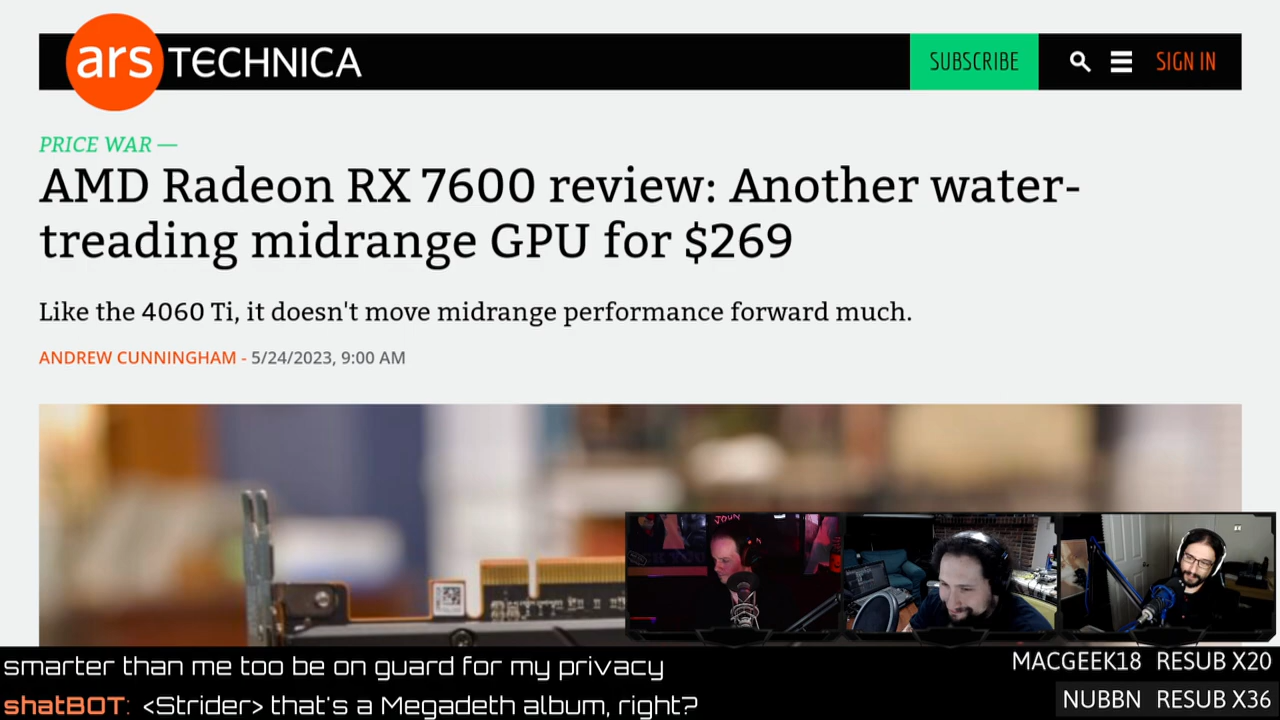 ars TECHNICA
SUBSCRIBE
SIGN IN
PRICE WAR —
AMD Radeon RX 7600 review: Another water-
treading midrange GPU for $269
Like the 4060 Ti, it doesn't move midrange performance forward much.
ANDREW CUNNINGHAM - 5/24/2023, 9:00 AM
smarter than me too be on guard for my privacy
shatBOT: <Strider> that's a Megadeth album, right?
MACGEEK18 RESUB X20
NUBBN RESUB X36